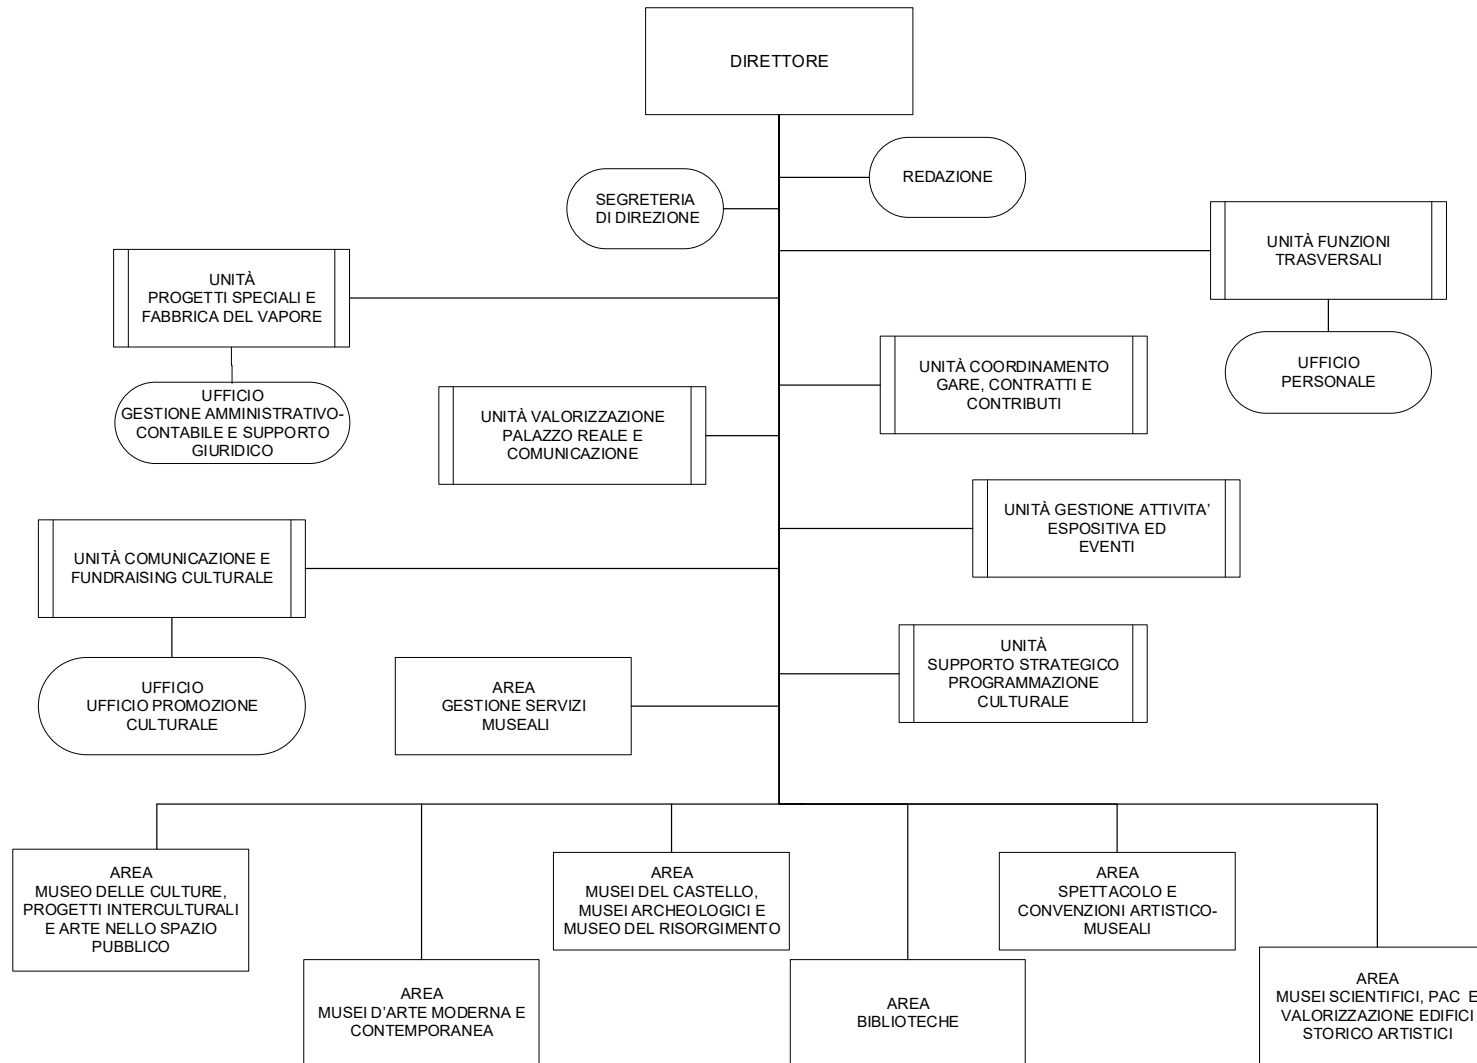 DIRETTORE
REDAZIONE
SEGRETERIA
DI DIREZIONE
UNITÀ FUNZIONI
TRASVERSALI
UNITÀ
PROGETTI SPECIALI E
FABBRICA DEL VAPORE
UFFICIO
PERSONALE
UNITÀ COORDINAMENTO
GARE, CONTRATTI E
CONTRIBUTI
UFFICIO
GESTIONE AMMINISTRATIVO-
CONTABILE E SUPPORTO
GIURIDICO
UNITÀ VALORIZZAZIONE
PALAZZO REALE E
COMUNICAZIONE
UNITÀ GESTIONE ATTIVITA’
ESPOSITIVA ED
EVENTI
UNITÀ COMUNICAZIONE E
FUNDRAISING CULTURALE
UNITÀ
SUPPORTO STRATEGICO
PROGRAMMAZIONE
CULTURALE
UFFICIO
UFFICIO PROMOZIONE
CULTURALE
AREA
GESTIONE SERVIZI
MUSEALI
AREA
MUSEO DELLE CULTURE,
PROGETTI INTERCULTURALI
E ARTE NELLO SPAZIO
PUBBLICO
AREA
MUSEI D’ARTE MODERNA E
CONTEMPORANEA
AREA
MUSEI DEL CASTELLO,
MUSEI ARCHEOLOGICI E
MUSEO DEL RISORGIMENTO
AREA
BIBLIOTECHE
AREA
SPETTACOLO E
CONVENZIONI ARTISTICO-
MUSEALI
AREA
MUSEI SCIENTIFICI, PAC E
VALORIZZAZIONE EDIFICI
STORICO ARTISTICI